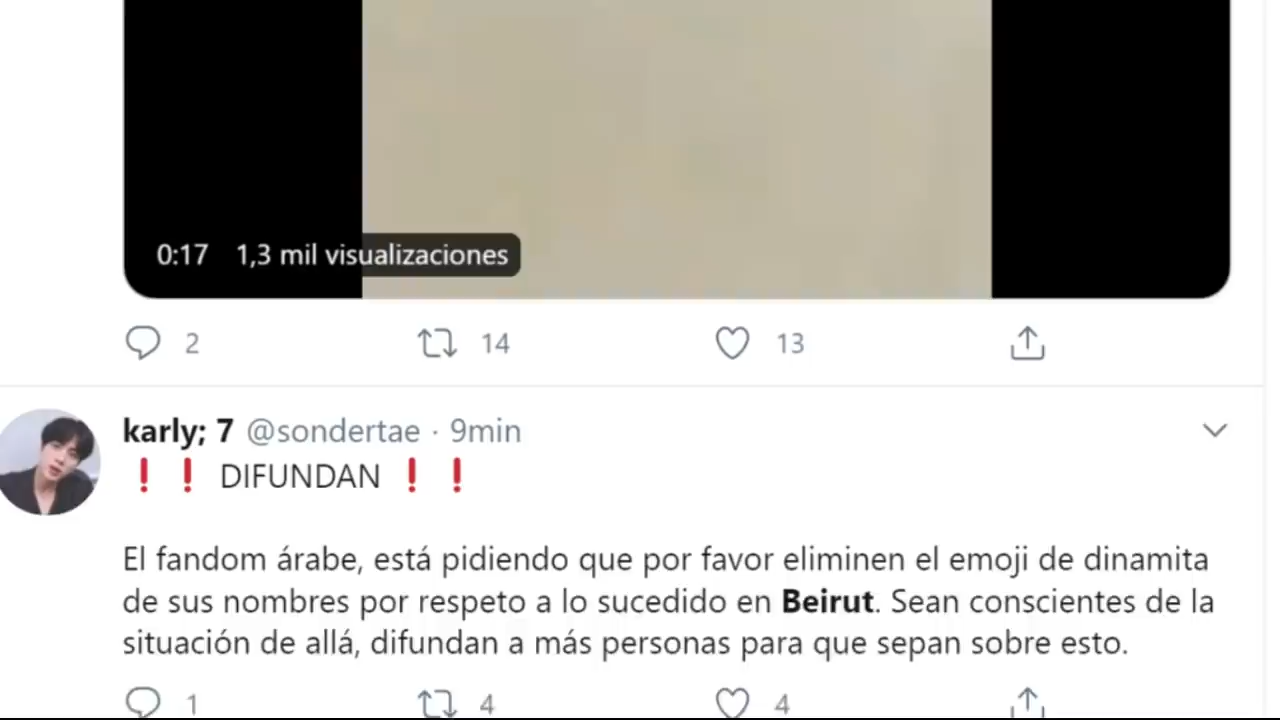 0:17 1,3 mil visualizaciones
2 14 13
karly; 7 @sondertae · 9min
❗ ❗ DIFUNDAN ❗ ❗
El fandom árabe, está pidiendo que por favor eliminen el emoji de dinamita
de sus nombres por respeto a lo sucedido en Beirut. Sean conscientes de la
situación de allá, difundan a más personas para que sepan sobre esto.
1 4 4